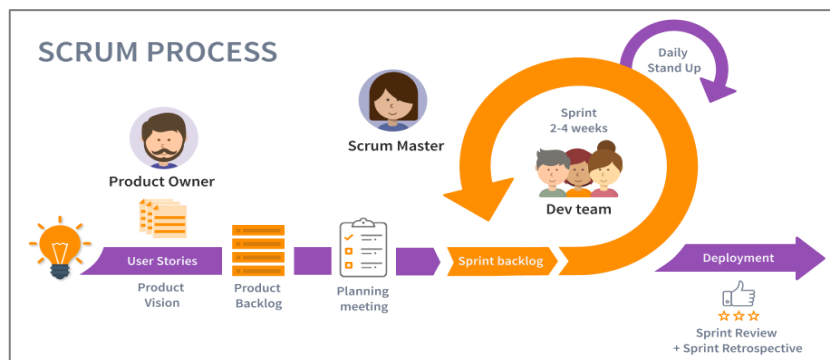 SCRUM PROCESS
Daily
Stand Up
Sprint
2-4 weeks
Scrum Master
Product Owner
Dev team
User Stories
Sprint backlog
Deployment
Product
Vision
Product
Backlog
Planning
meeting
Sprint Review
+ Sprint Retrospective